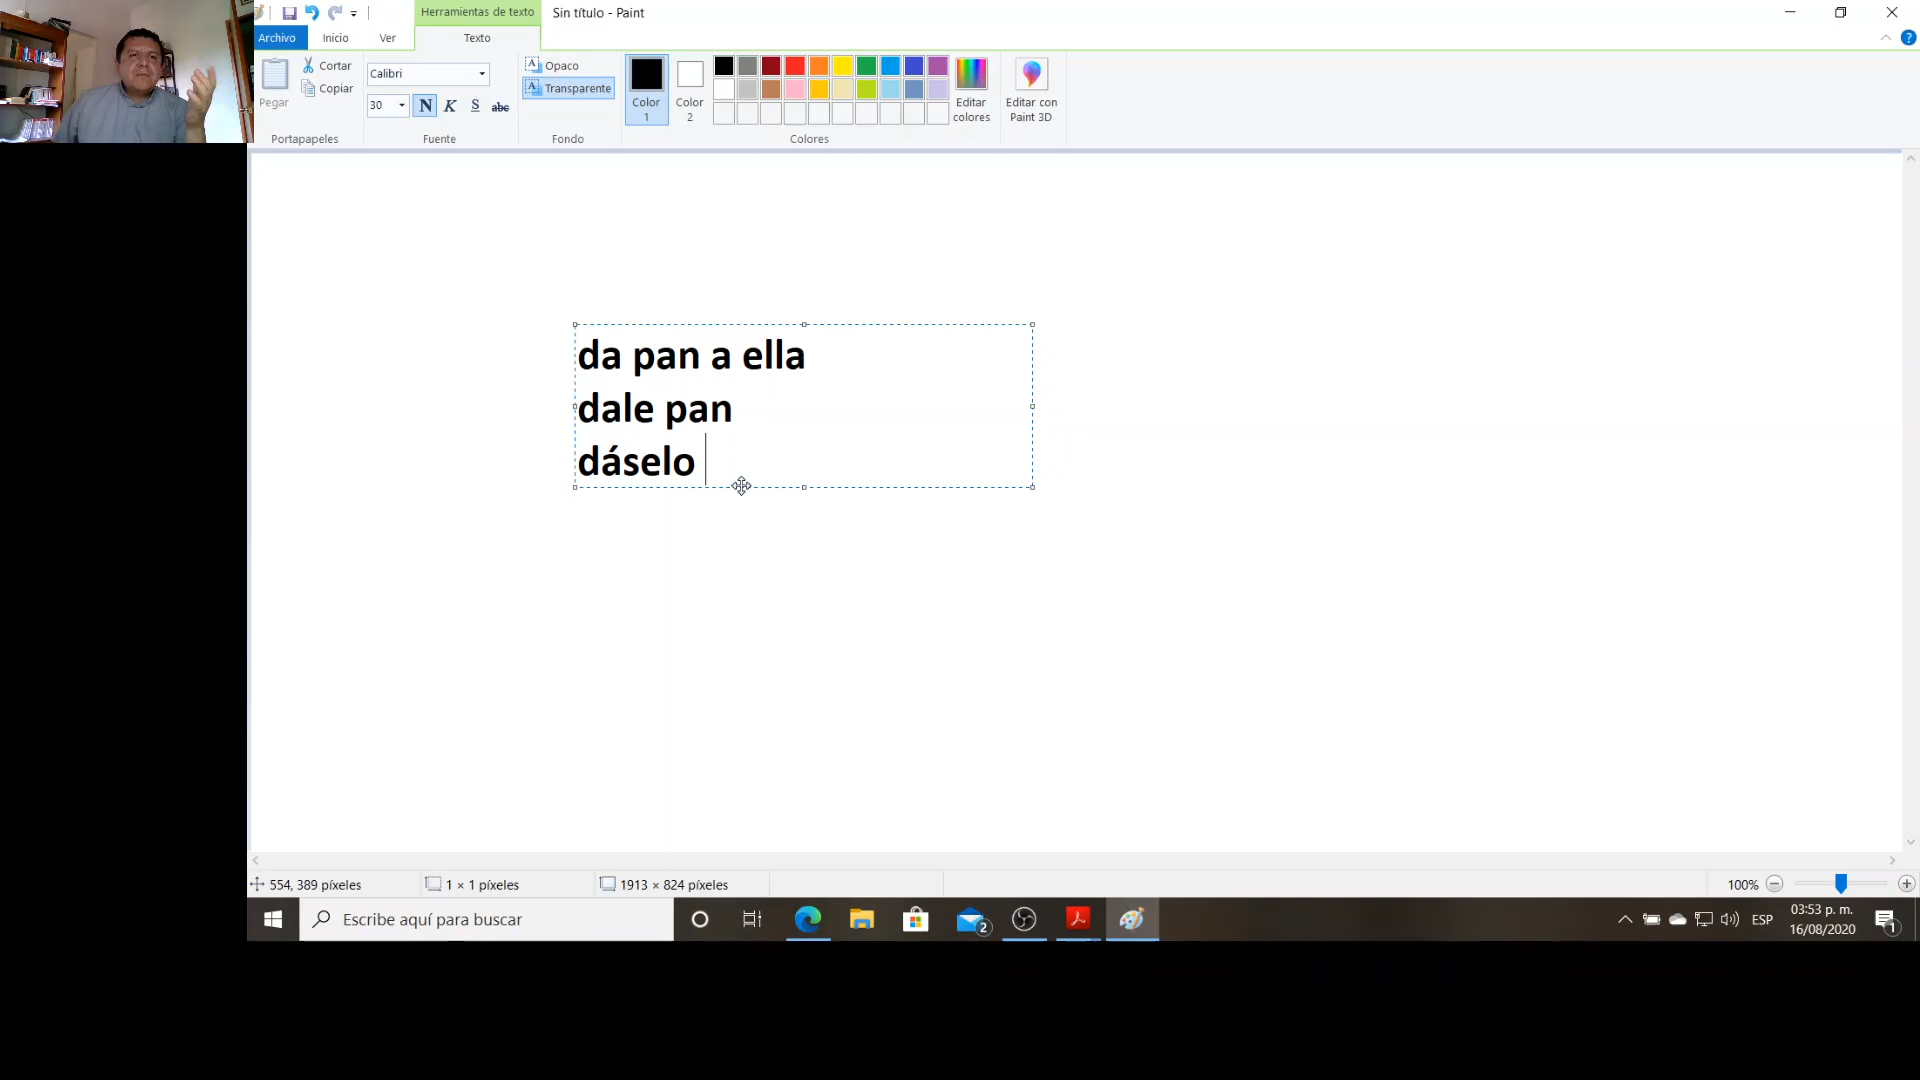 Herramientas de texto
Sin título - Paint
Archivo
Inicio
Ver
Texto
Pegar
Cortar
Copiar
Portapapeles
Calibri
30
N K S abc
Fuente
Opaco
Transparente
Fondo
Color 1
Color 2
Editar colores
Colores
Editar con Paint 3D
da pan a ella
dale pan
dáselo
554, 389 píxeles
1 × 1 píxeles
1913 × 824 píxeles
100%
Escribe aquí para buscar
2
ESP
03:53 p. m.
16/08/2020
1